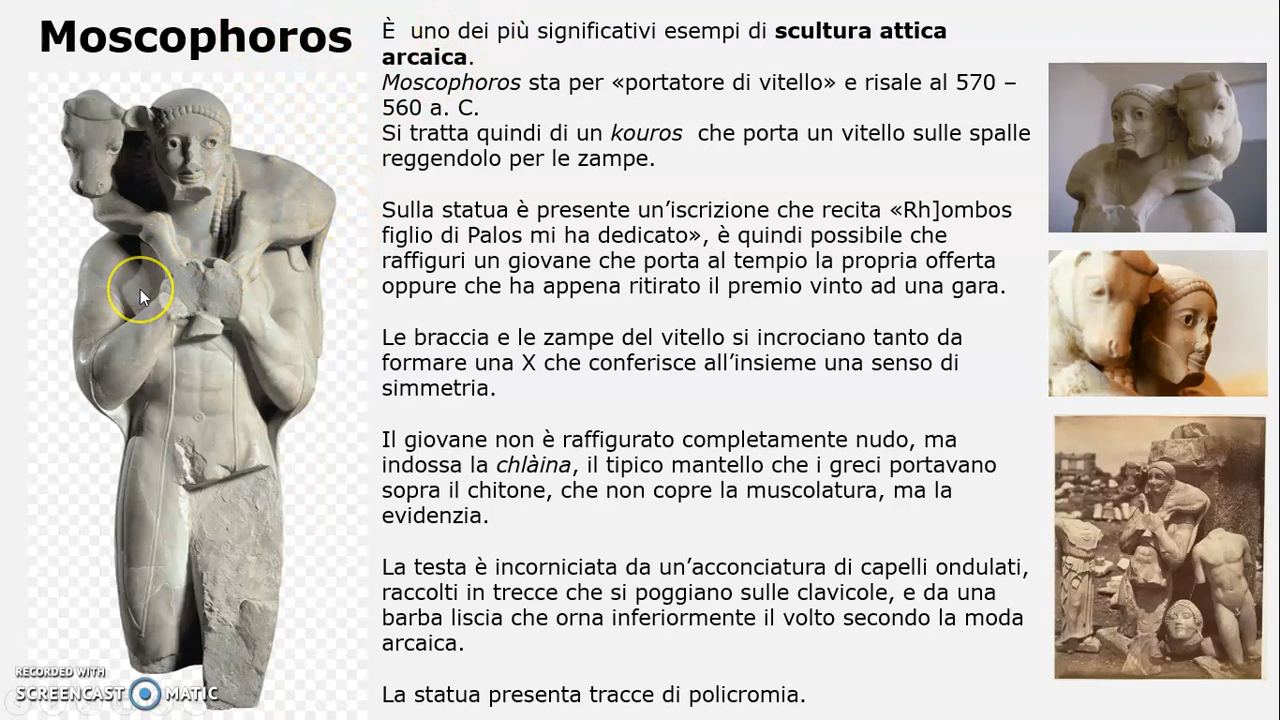 Moscophoros
È uno dei più significativi esempi di scultura attica
arcaica.
Moscophoros sta per «portatore di vitello» e risale al 570 –
560 a. C.
Si tratta quindi di un kouros che porta un vitello sulle spalle
reggendolo per le zampe.
Sulla statua è presente un’iscrizione che recita «Rh]ombos
figlio di Palos mi ha dedicato», è quindi possibile che
raffiguri un giovane che porta al tempio la propria offerta
oppure che ha appena ritirato il premio vinto ad una gara.
Le braccia e le zampe del vitello si incrociano tanto da
formare una X che conferisce all’insieme una senso di
simmetria.
Il giovane non è raffigurato completamente nudo, ma
indossa la chlàina, il tipico mantello che i greci portavano
sopra il chitone, che non copre la muscolatura, ma la
evidenzia.
La testa è incorniciata da un’acconciatura di capelli ondulati,
raccolti in trecce che si poggiano sulle clavicole, e da una
barba liscia che orna inferiormente il volto secondo la moda
arcaica.
La statua presenta tracce di policromia.
RECORDED WITH
SCREENCAST MATIC